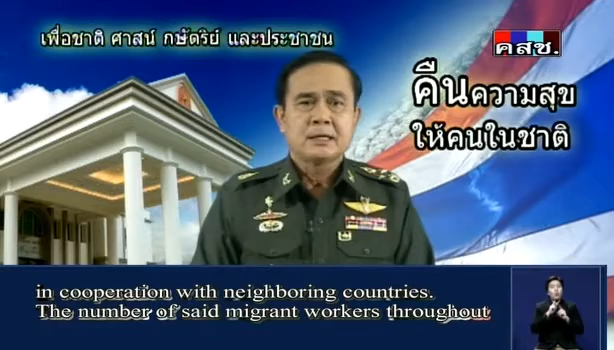 เพื่อชาติ ศาสน์ กษัตริย์ และประชาชน
คสช.
คืนความสุข
ให้คนในชาติ
in cooperation with neighboring countries.
The number of said migrant workers throughout